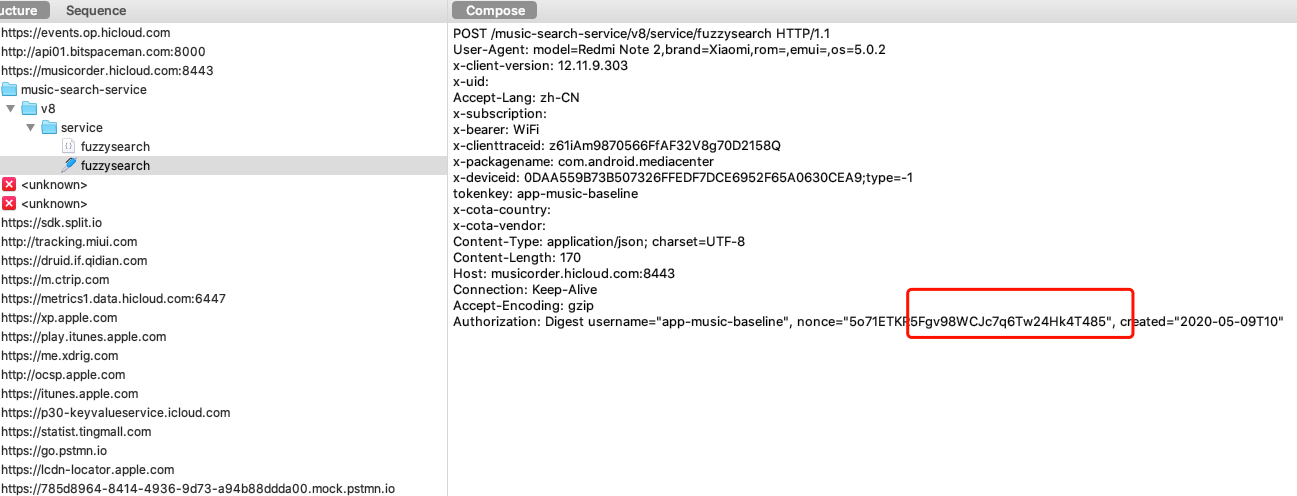 ucture Sequence
https://events.op.hicloud.com
http://api01.bitspaceman.com:8000
https://musicorder.hicloud.com:8443
music-search-service
v8
service
fuzzysearch
fuzzysearch
<unknown>
<unknown>
https://sdk.split.io
http://tracking.miui.com
https://druid.if.qidian.com
https://m.ctrip.com
https://metrics1.data.hicloud.com:6447
https://xp.apple.com
https://play.itunes.apple.com
https://me.xdrig.com
http://ocsp.apple.com
https://itunes.apple.com
https://p30-keyvalueservice.icloud.com
https://statist.tingmall.com
https://go.pstmn.io
https://lcdn-locator.apple.com
https://785d8964-8414-4936-9d73-a94b88ddda00.mock.pstmn.io
Compose
POST /music-search-service/v8/service/fuzzysearch HTTP/1.1
User-Agent: model=Redmi Note 2,brand=Xiaomi,rom=,emui=,os=5.0.2
x-client-version: 12.11.9.303
x-uid:
Accept-Lang: zh-CN
x-subscription:
x-bearer: WiFi
x-clienttraceid: z61iAm9870566FfAF32V8g70D2158Q
x-packagename: com.android.mediacenter
x-deviceid: 0DAA559B73B507326FFEDF7DCE6952F65A0630CEA9;type=-1
tokenkey: app-music-baseline
x-cota-country:
x-cota-vendor:
Content-Type: application/json; charset=UTF-8
Content-Length: 170
Host: musicorder.hicloud.com:8443
Connection: Keep-Alive
Accept-Encoding: gzip
Authorization: Digest username="app-music-baseline", nonce="5o71ETKR5Fgv98WCJc7q6Tw24Hk4T485", created="2020-05-09T10"